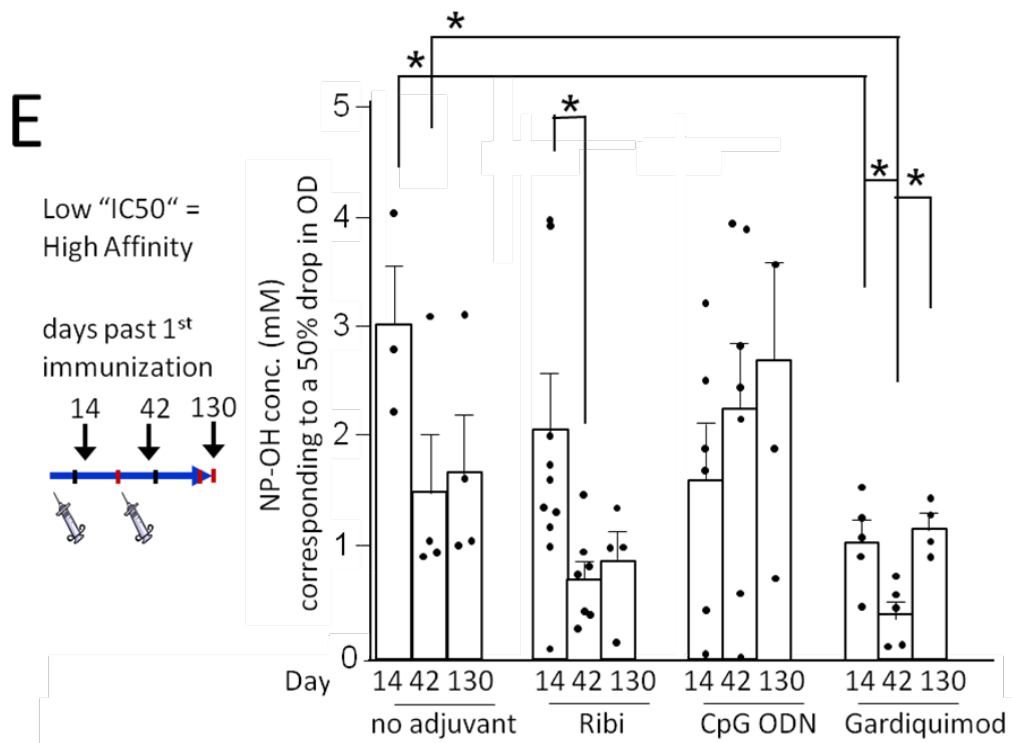 E
Low “IC50“ =
High Affinity
days past 1st
immunization
14 42 130
NP-OH conc. (mM)
corresponding to a 50% drop in OD
* * * * *
5
4
3
2
1
0
Day 14 42 130 14 42 130 14 42 130 14 42 130
no adjuvant Ribi CpG ODN Gardiquimod